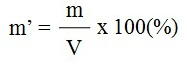 m’ = m/V x 100(%)